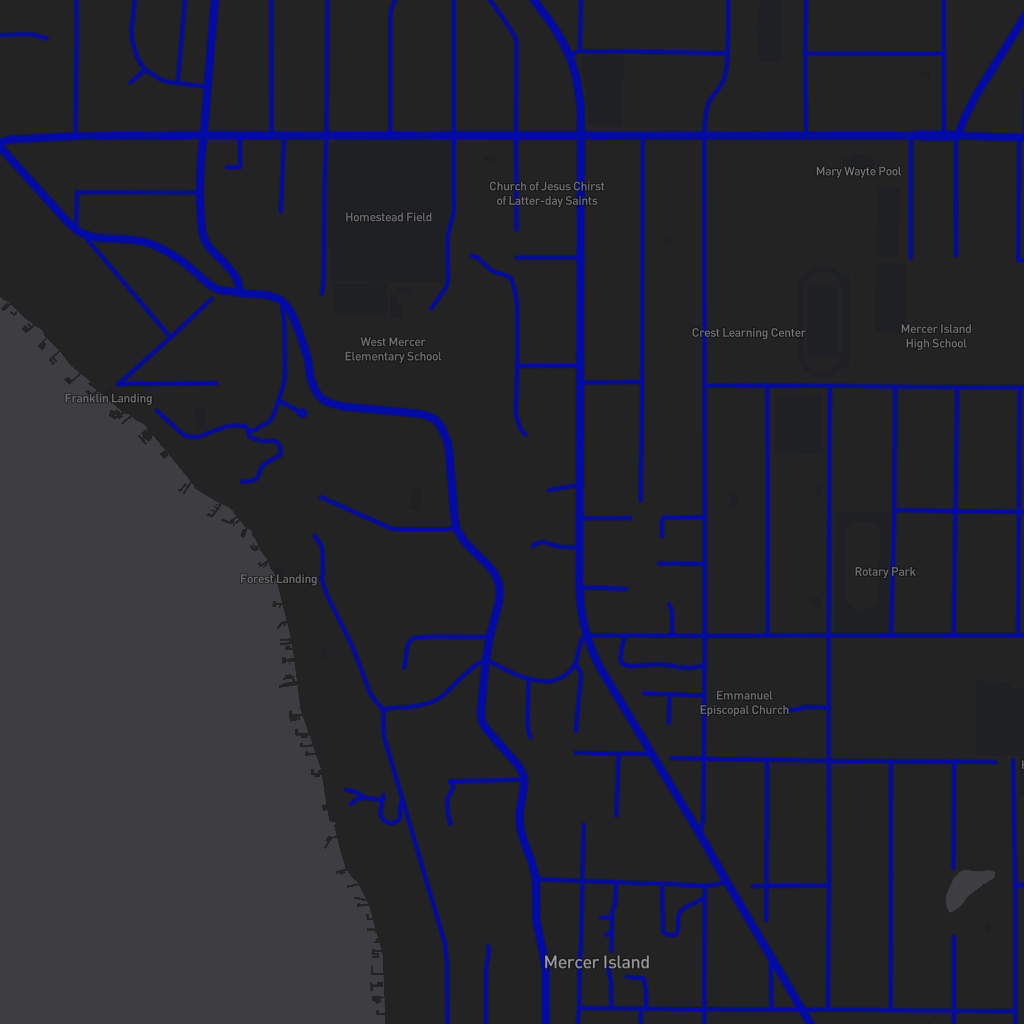 Mary Wayte Pool
Church of Jesus Chirst
of Latter-day Saints
Homestead Field
Crest Learning Center
Mercer Island
High School
West Mercer
Elementary School
Franklin Landing
Rotary Park
Forest Landing
Emmanuel
Episcopal Church
Mercer Island